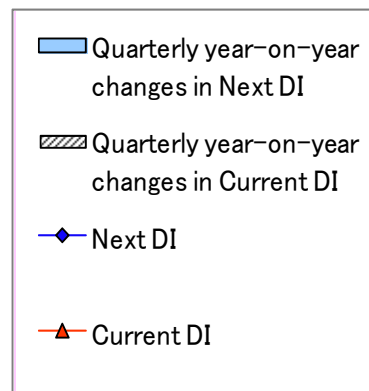 Quarterly year-on-year
changes in Next DI
Quarterly year-on-year
changes in Current DI
Next DI
Current DI